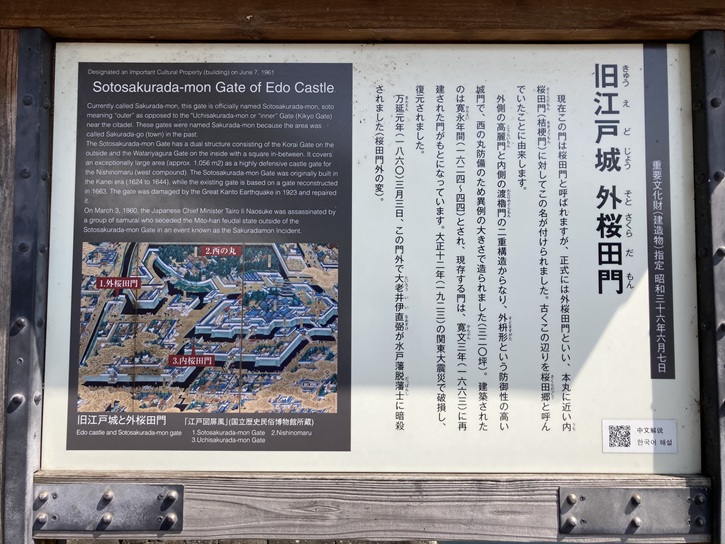 Designated an Important Cultural Property (building) on June 7, 1961
Sotosakurada-mon Gate of Edo Castle
Currently called Sakurada-mon, this gate is officially named Sotosakurada-mon, soto
meaning "outer" as opposed to the "Uchisakurada-mon or "inner" Gate (Kikyo Gate)
near the citadel. These gates were named Sakurada-mon because the area was
called Sakurada-go (town) in the past.
The Sotosakurada-mon Gate has a dual structure consisting of the Korai Gate on the
outside and the Watariyagura Gate on the inside with a square in-between. It covers
an exceptionally large area (approx. 1,056 m2) as a highly defensive castle gate for
the Nishinomaru (west compound). The Sotosakurada-mon Gate was originally built in
the Kanei era (1624 to 1644), while the existing gate is based on a gate reconstructed
in 1663. The gate was damaged by the Great Kanto Earthquake in 1923 and repaired
it.
On March 3, 1860, the Japanese Chief Minister Tairo Ii Naosuke was assassinated by
a group of samurai who seceded the Mito-han feudal state outside of the
Sotosakurada-mon Gate in an event known as the Sakuradamon Incident.
2.西の丸
1.外桜田門
3.内桜田門
旧江戸城と外桜田門
「江戸図屏風」(国立歴史民俗博物館所蔵)
Edo castle and Sotosakurada-mon gate
1.Sotosakurada-mon Gate 2.Nishinomaru
3.Uchisakurada-mon Gate
重要文化財(建造物)指定 昭和三十六年六月七日
旧江戸城 外桜田門
きゅう え ど じょう そと さくら だ もん
現在この門は桜田門と呼ばれますが、正式には外桜田門といい、本丸に近い内
桜田門(桔梗門)に対してこの名が付けられました。古くこの辺りを桜田郷と呼ん
でいたことに由来します。
外側の高麗門と内側の渡櫓門の二重構造からなり、外枡形という防御性の高い
城門で、西の丸防備のため異例の大きさで造られました(三二〇坪)。建築された
のは寛永年間(一六二四〜四四)とされ、現存する門は、寛文三年(一六六三)に再
建された門がもとになっています。大正十二年(一九二三)の関東大震災で破損し、
復元されました。
万延元年(一八六〇)三月三日、この門外で大老井伊直弼が水戸藩脱藩士に暗殺
されました(桜田門外の変)。
中文解说
한국어 해설